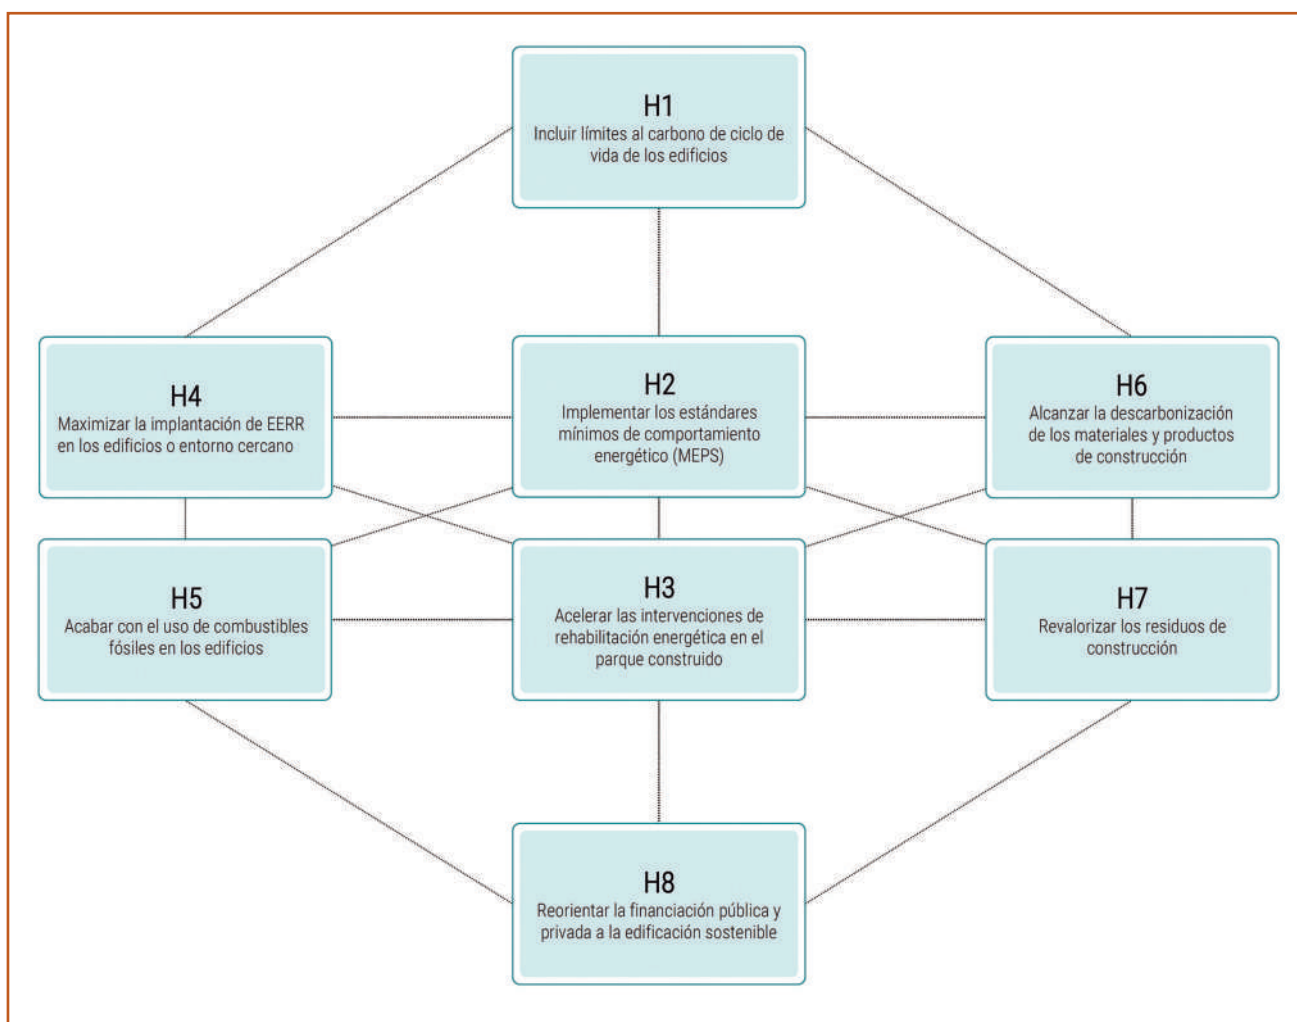 H1
Incluir límites al carbono de ciclo de
vida de los edificios
H4
Maximizar la implantación de EERR
en los edificios o entorno cercano
H2
Implementar los estándares
mínimos de comportamiento
energético (MEPS)
H6
Alcanzar la descarbonización
de los materiales y productos
de construcción
H5
Acabar con el uso de combustibles
fósiles en los edificios
H3
Acelerar las intervenciones de
rehabilitación energética en el
parque construido
H7
Revalorizar los residuos de
construcción
H8
Reorientar la financiación pública y
privada a la edificación sostenible